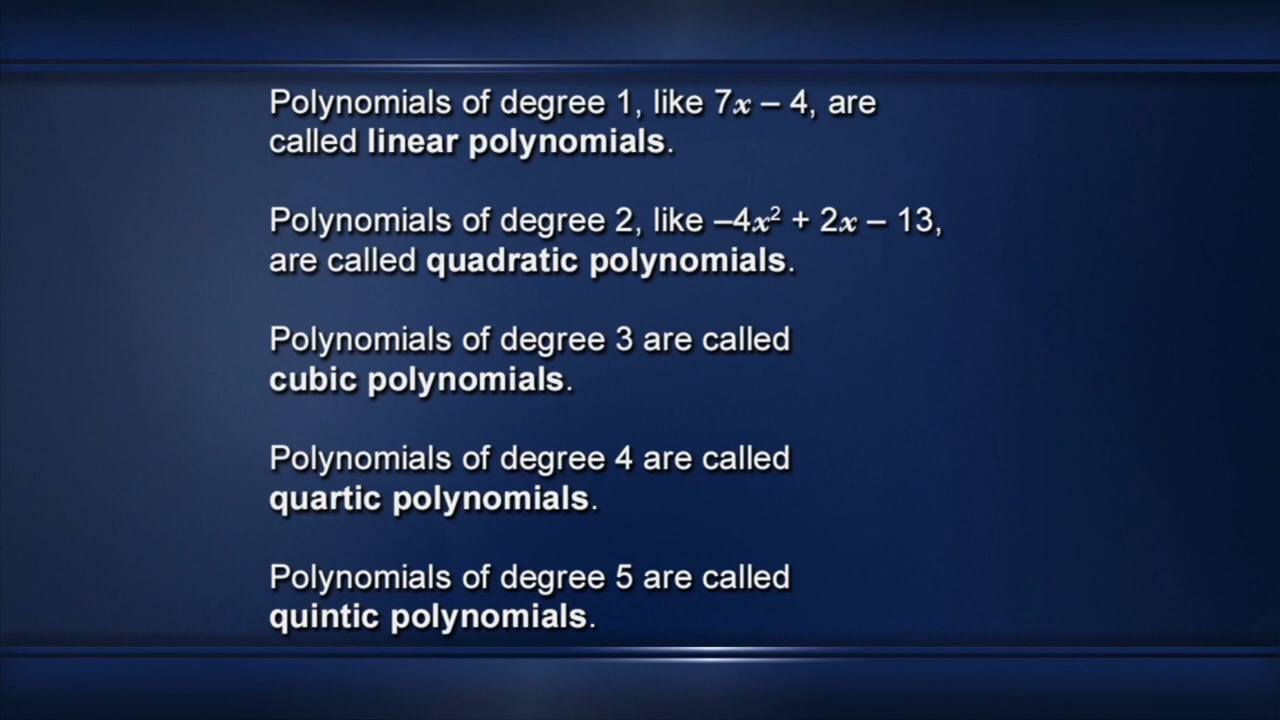 Polynomials of degree 1, like 7x – 4, are
called linear polynomials.
Polynomials of degree 2, like –4x² + 2x – 13,
are called quadratic polynomials.
Polynomials of degree 3 are called
cubic polynomials.
Polynomials of degree 4 are called
quartic polynomials.
Polynomials of degree 5 are called
quintic polynomials.